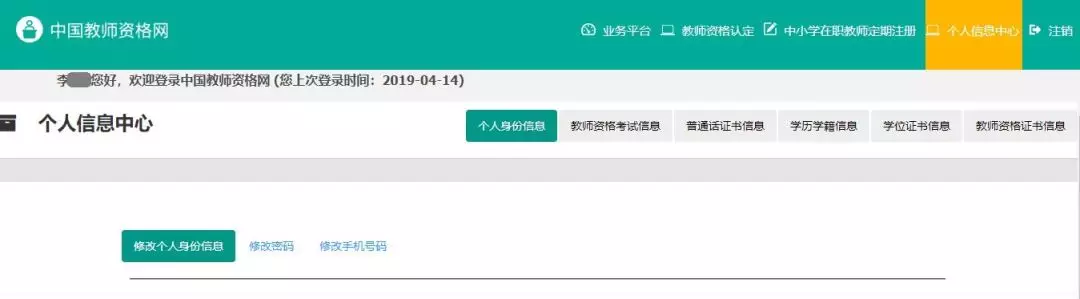 中国教师资格网
业务平台 教师资格认定 中小学在职教师定期注册 个人信息中心 注销
李 您好，欢迎登录中国教师资格网 (您上次登录时间：2019-04-14)
个人信息中心
个人身份信息 教师资格考试信息 普通话证书信息 学历学籍信息 学位证书信息 教师资格证书信息
修改个人身份信息 修改密码 修改手机号码